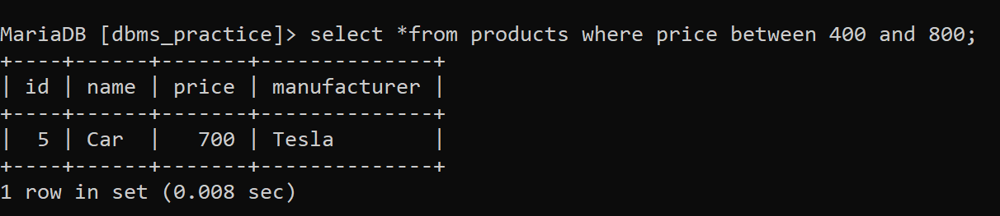 MariaDB [dbms_practice]> select *from products where price between 400 and 800;
+----+------+-------+--------------+
| id | name | price | manufacturer |
+----+------+-------+--------------+
|  5 | Car  |   700 | Tesla        |
+----+------+-------+--------------+
1 row in set (0.008 sec)